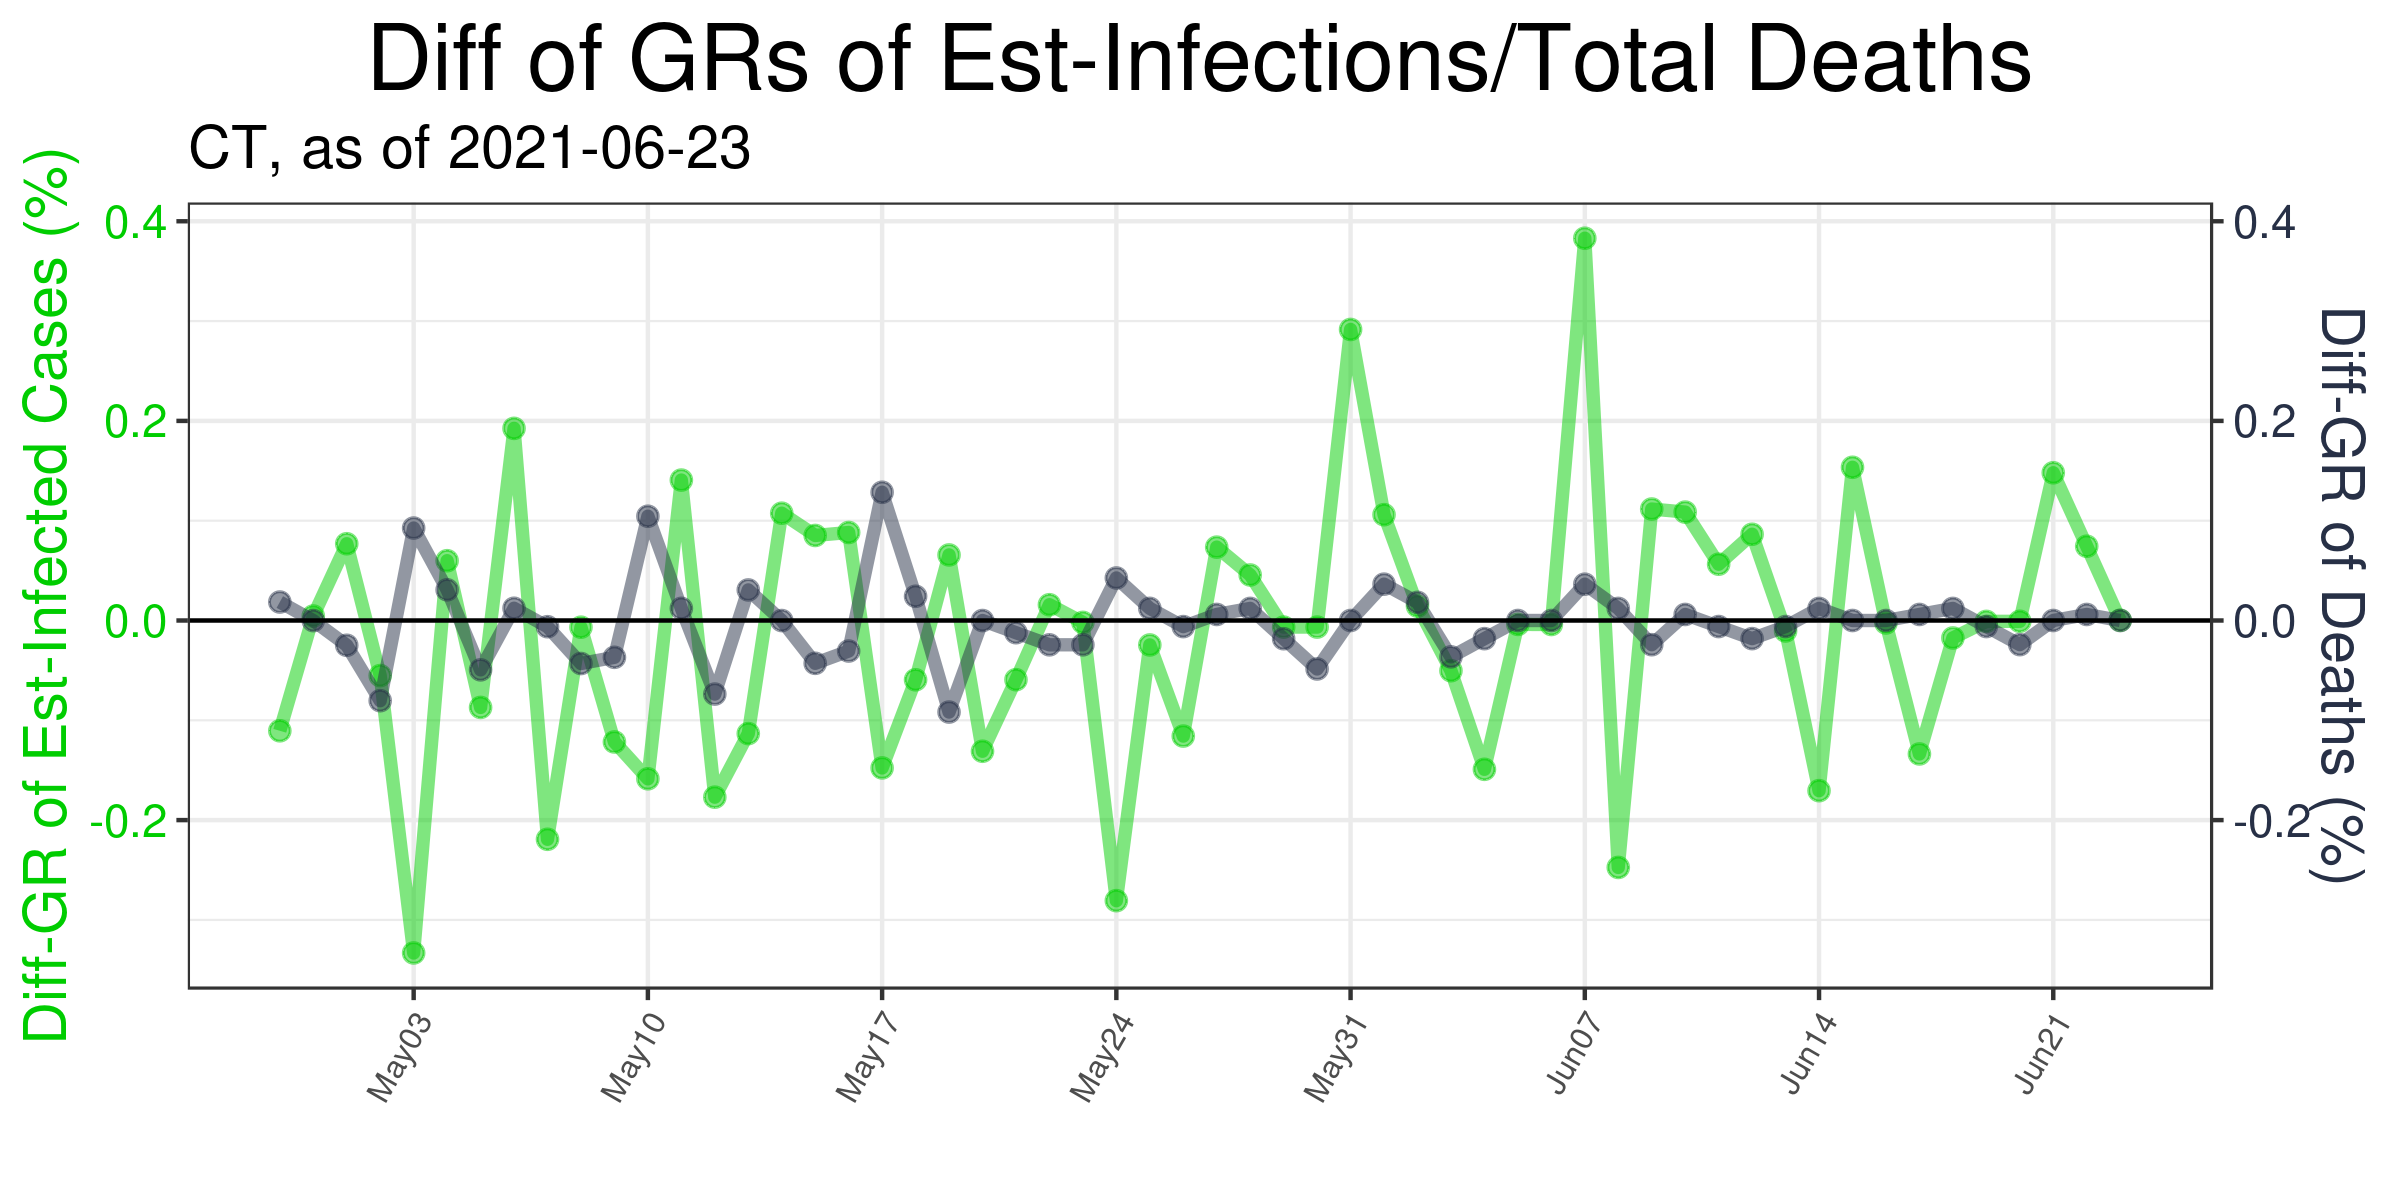 Diff of GRs of Est-Infections/Total Deaths
CT, as of 2021-06-23
Diff-GR of Est-Infected Cases (%)
0.4
0.2
0.0
-0.2
0.4
0.2
0.0
-0.2
Diff-GR of Deaths (%)
May03
May10
May17
May24
May31
Jun07
Jun14
Jun21